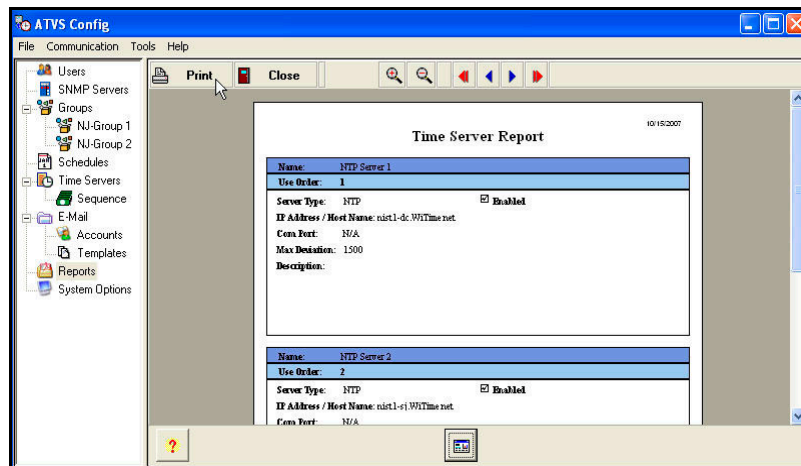 ATVS Config
File Communication Tools Help
Users
SNMP Servers
Groups
NJ-Group 1
NJ-Group 2
Schedules
Time Servers
Sequence
E-Mail
Accounts
Templates
Reports
System Options
Print Close
10/15/2007
Time Server Report
Name: NTP Server 1
Use Order: 1
Server Type: NTP Enabled
IP Address / Host Name: nist1-dc.WiTime.net
Com Port: N/A
Max Deviation: 1500
Description:
Name: NTP Server 2
Use Order: 2
Server Type: NTP Enabled
IP Address / Host Name: nist1-sj.WiTime.net
Com Port: N/A
?